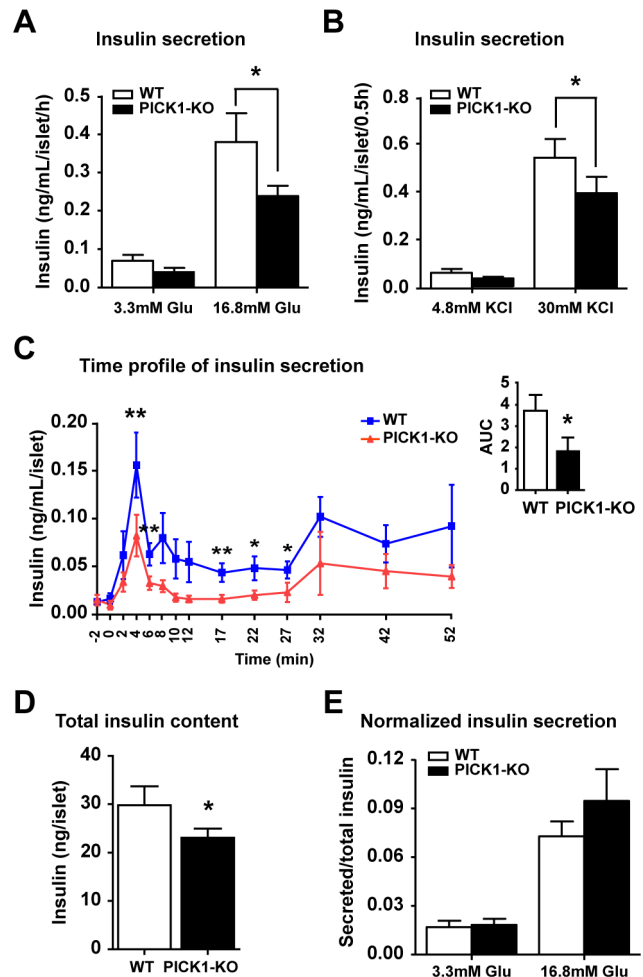 A
Insulin secretion
WT
PICK1-KO
*
Insulin (ng/mL/islet/h)
0.5
0.4
0.3
0.2
0.1
0.0
3.3mM Glu
16.8mM Glu
B
Insulin secretion
WT
PICK1-KO
*
Insulin (ng/mL/islet/0.5h)
0.8
0.6
0.4
0.2
0.0
4.8mM KCl
30mM KCl
C
Time profile of insulin secretion
WT
PICK1-KO
Insulin (ng/mL/islet)
0.20
0.15
0.10
0.05
0.00
**
**
**
*
*
-2
0
2
4
6
8
10
12
17
22
27
32
42
52
Time (min)
AUC
5
4
3
2
1
0
*
WT
PICK1-KO
D
Total insulin content
Insulin (ng/islet)
40
30
20
10
0
*
WT
PICK1-KO
E
Normalized insulin secretion
WT
PICK1-KO
Secreted/total insulin
0.12
0.09
0.06
0.03
0.00
3.3mM Glu
16.8mM Glu